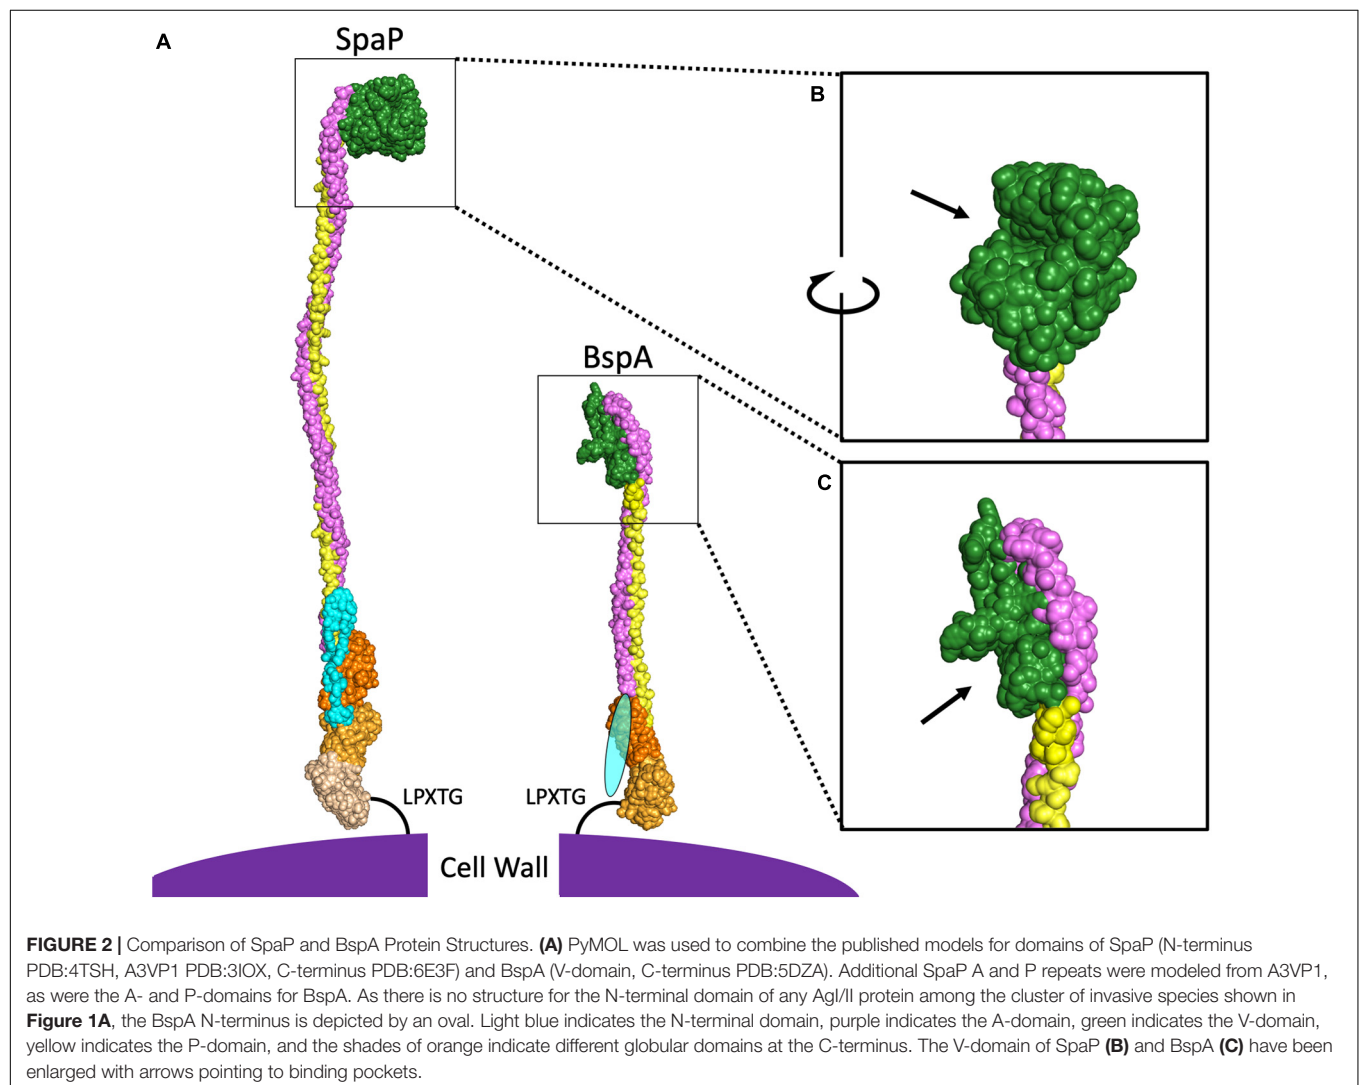 A
SpaP
B
BspA
C
LPXTG
LPXTG
Cell Wall
FIGURE 2 | Comparison of SpaP and BspA Protein Structures. (A) PyMOL was used to combine the published models for domains of SpaP (N-terminus
PDB:4TSH, A3VP1 PDB:3IOX, C-terminus PDB:6E3F) and BspA (V-domain, C-terminus PDB:5DZA). Additional SpaP A and P repeats were modeled from A3VP1,
as were the A- and P-domains for BspA. As there is no structure for the N-terminal domain of any AgI/II protein among the cluster of invasive species shown in
Figure 1A, the BspA N-terminus is depicted by an oval. Light blue indicates the N-terminal domain, purple indicates the A-domain, green indicates the V-domain,
yellow indicates the P-domain, and the shades of orange indicate different globular domains at the C-terminus. The V-domain of SpaP (B) and BspA (C) have been
enlarged with arrows pointing to binding pockets.